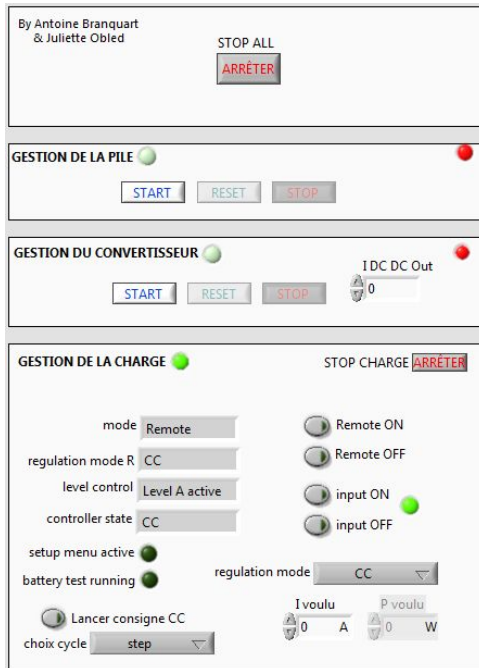 By Antoine Branquart
& Juliette Obled
STOP ALL
ARRÊTER
GESTION DE LA PILE
START RESET STOP
GESTION DU CONVERTISSEUR
I DC DC Out
START RESET STOP 0
GESTION DE LA CHARGE
STOP CHARGE ARRÊTER
mode Remote
Remote ON
Remote OFF
regulation mode R CC
level control Level A active
input ON
controller state CC
input OFF
setup menu active
battery test running
regulation mode CC
Lancer consigne CC
I voulu P voulu
0 A 0 W
choix cycle step